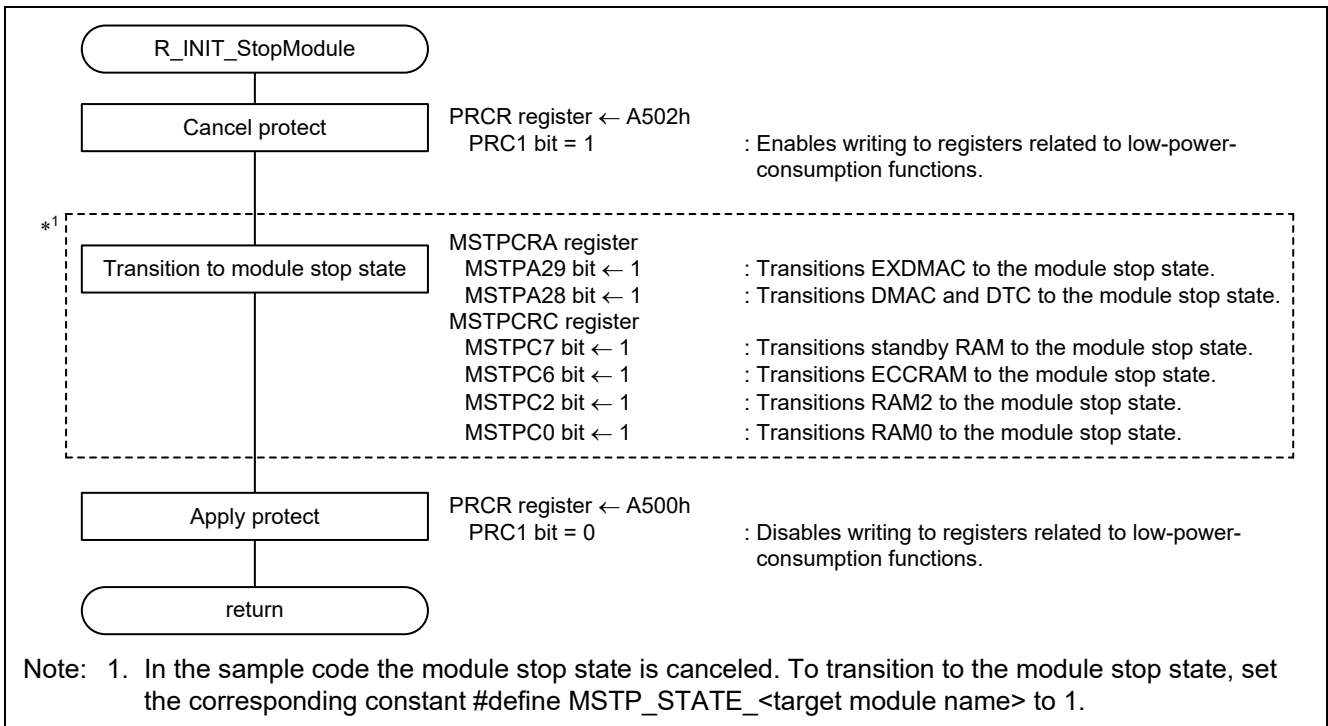 R_INIT_StopModule
Cancel protect
PRCR register ← A502h
PRC1 bit = 1 : Enables writing to registers related to low-power-
consumption functions.
*1
Transition to module stop state
MSTPCRA register
MSTPA29 bit ← 1 : Transitions EXDMAC to the module stop state.
MSTPA28 bit ← 1 : Transitions DMAC and DTC to the module stop state.
MSTPCRC register
MSTPC7 bit ← 1 : Transitions standby RAM to the module stop state.
MSTPC6 bit ← 1 : Transitions ECCRAM to the module stop state.
MSTPC2 bit ← 1 : Transitions RAM2 to the module stop state.
MSTPC0 bit ← 1 : Transitions RAM0 to the module stop state.
Apply protect
PRCR register ← A500h
PRC1 bit = 0 : Disables writing to registers related to low-power-
consumption functions.
return
Note: 1. In the sample code the module stop state is canceled. To transition to the module stop state, set
the corresponding constant #define MSTP_STATE_<target module name> to 1.